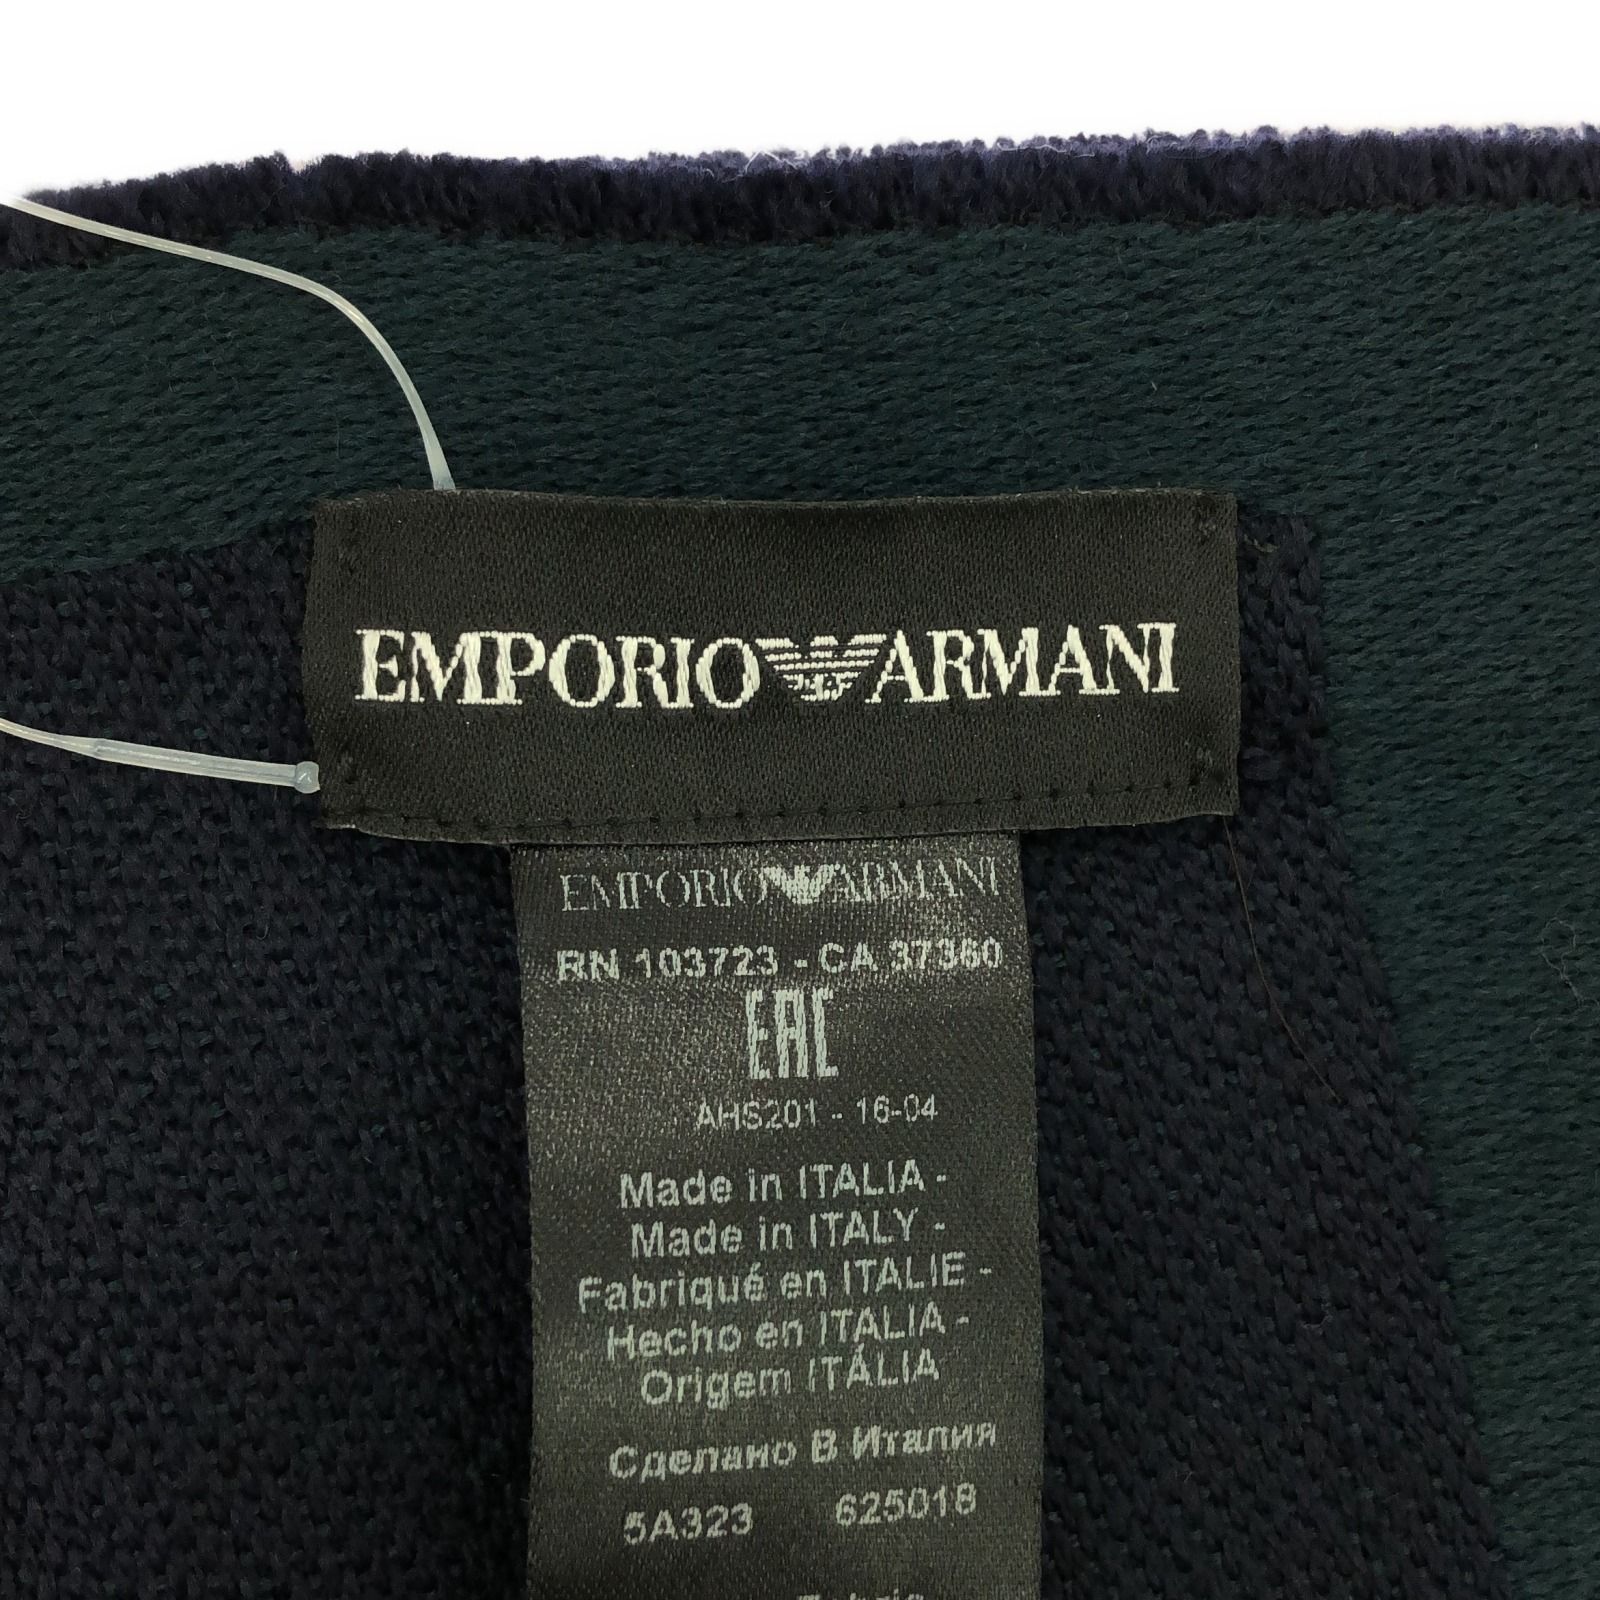 EMPORIO ARMANI
EMPORIO ARMANI
RN 103723 - CA 37360
EAC
AHS201 - 16-04
Made in ITALIA -
Made in ITALY -
Fabriqué en ITALIE -
Hecho en ITALIA -
Origem ITÁLIA
Сделано В Италия
5A323 625018